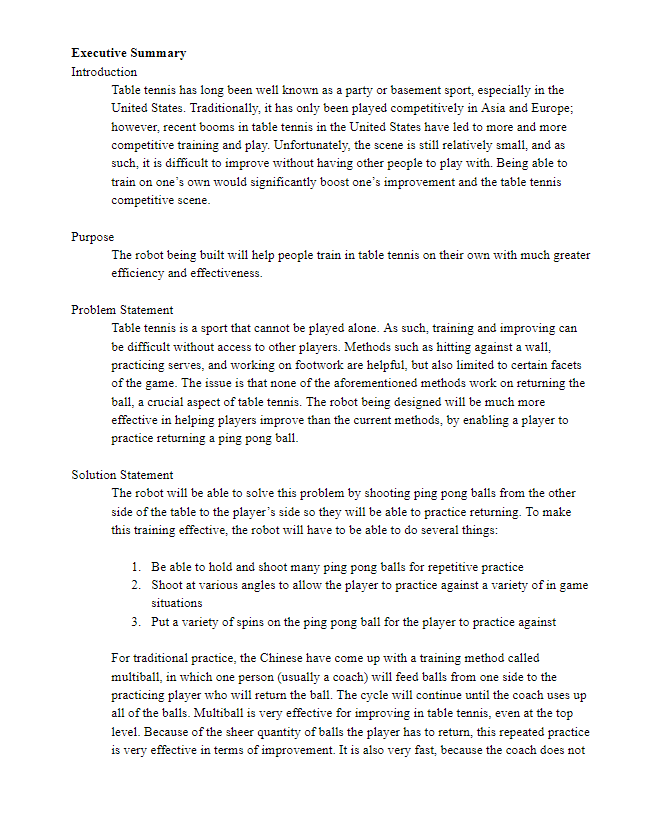 Executive Summary
Introduction
Table tennis has long been well known as a party or basement sport, especially in the
United States. Traditionally, it has only been played competitively in Asia and Europe;
however, recent booms in table tennis in the United States have led to more and more
competitive training and play. Unfortunately, the scene is still relatively small, and as
such, it is difficult to improve without having other people to play with. Being able to
train on one's own would significantly boost one's improvement and the table tennis
competitive scene.
Purpose
The robot being built will help people train in table tennis on their own with much greater
efficiency and effectiveness.
Problem Statement
Table tennis is a sport that cannot be played alone. As such, training and improving can
be difficult without access to other players. Methods such as hitting against a wall,
practicing serves, and working on footwork are helpful, but also limited to certain facets
of the game. The issue is that none of the aforementioned methods work on returning the
ball, a crucial aspect of table tennis. The robot being designed will be much more
effective in helping players improve than the current methods, by enabling a player to
practice returning a ping pong ball.
Solution Statement
The robot will be able to solve this problem by shooting ping pong balls from the other
side of the table to the player's side so they will be able to practice returning. To make
this training effective, the robot will have to be able to do several things:
1. Be able to hold and shoot many ping pong balls for repetitive practice
2. Shoot at various angles to allow the player to practice against a variety of in game
situations
3. Put a variety of spins on the ping pong ball for the player to practice against
For traditional practice, the Chinese have come up with a training method called
multiball, in which one person (usually a coach) will feed balls from one side to the
practicing player who will return the ball. The cycle will continue until the coach uses up
all of the balls. Multiball is very effective for improving in table tennis, even at the top
level. Because of the sheer quantity of balls the player has to return, this repeated practice
is very effective in terms of improvement. It is also very fast, because the coach does not